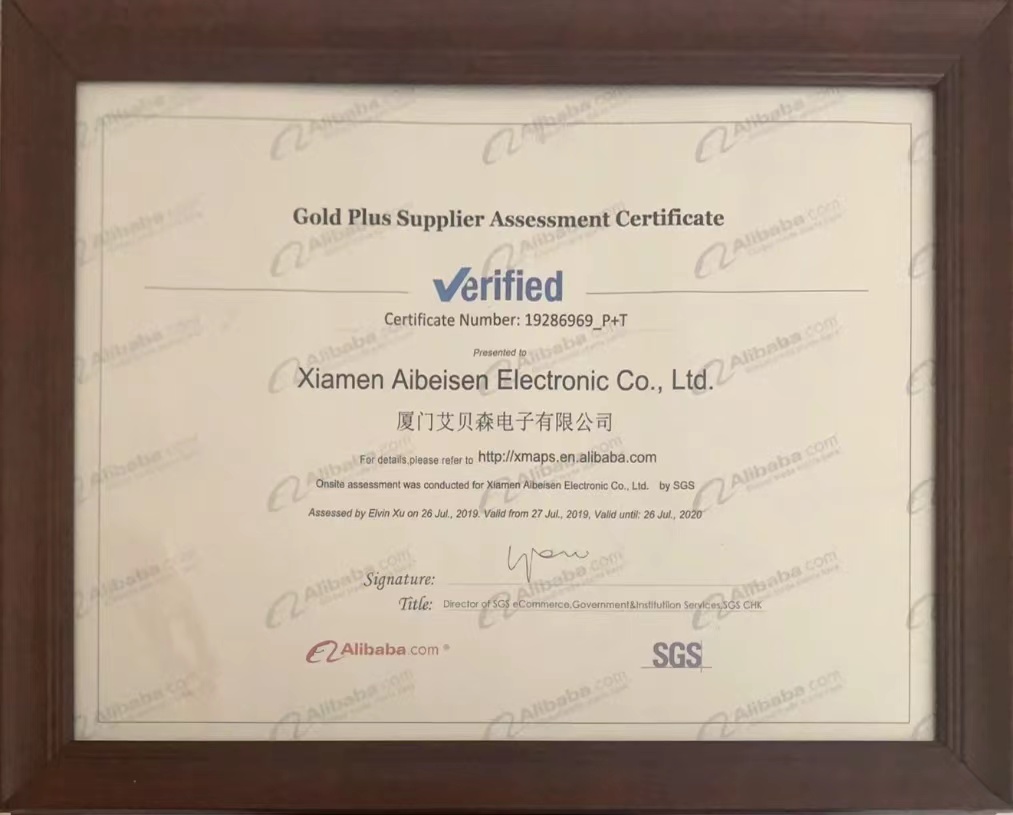 Gold Plus Supplier Assessment Certificate
Verified
Certificate Number: 19286969_P+T
Presented to
Xiamen Aibeisen Electronic Co., Ltd.
厦门艾贝森电子有限公司
For details,please refer to http://xmaps.en.alibaba.com
Onsite assessment was conducted for Xiamen Aibeisen Electronic Co., Ltd. by SGS
Assessed by Elvin Xu on 26 Jul., 2019. Valid from 27 Jul., 2019, Valid until: 26 Jul., 2020
Signature:
Title: Director of SGS eCommerce,Government&Institutiion Services,SGS CHK
Alibaba.com®
SGS